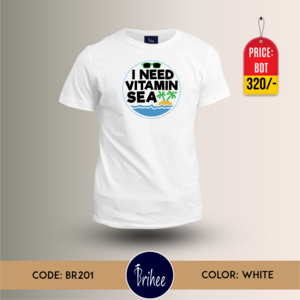 I NEED
VITAMIN
SEA
PRICE:
BDT
320/-
CODE: BR201
Brihee
COLOR: WHITE